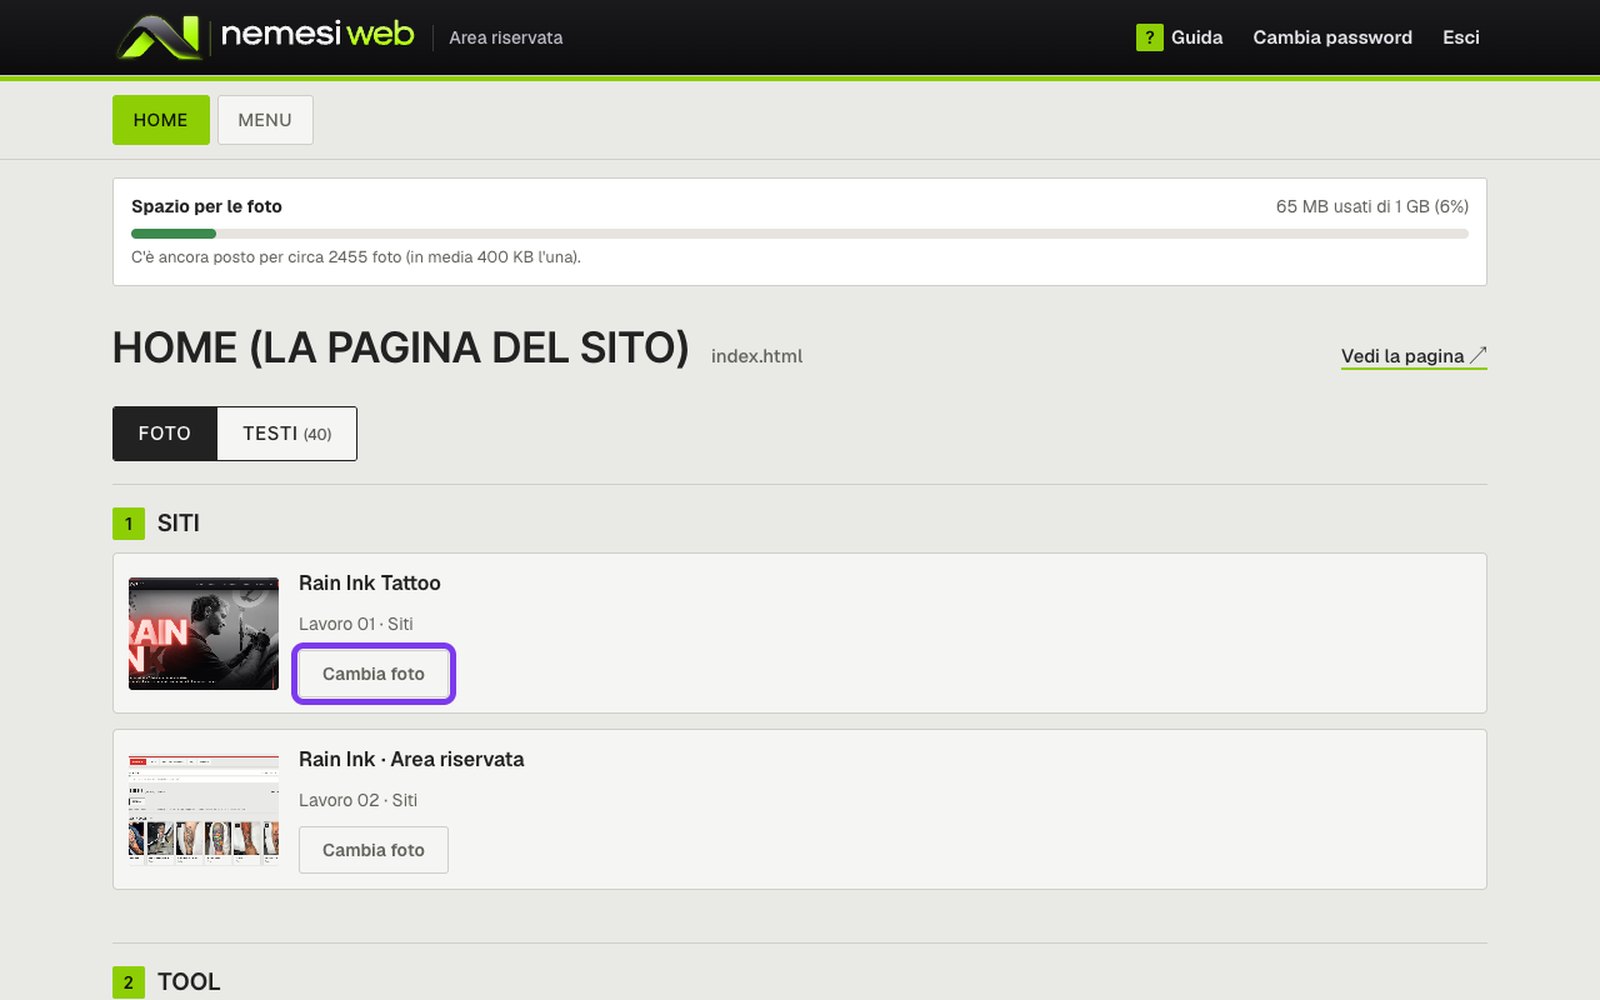 nemesi web
Area riservata
? Guida
Cambia password
Esci
HOME
MENU
Spazio per le foto
65 MB usati di 1 GB (6%)
C'è ancora posto per circa 2455 foto (in media 400 KB l'una).
HOME (LA PAGINA DEL SITO)
index.html
Vedi la pagina
FOTO
TESTI (40)
1 SITI
RAIN
Rain Ink Tattoo
Lavoro 01 · Siti
Cambia foto
Rain Ink · Area riservata
Lavoro 02 · Siti
Cambia foto
2 TOOL